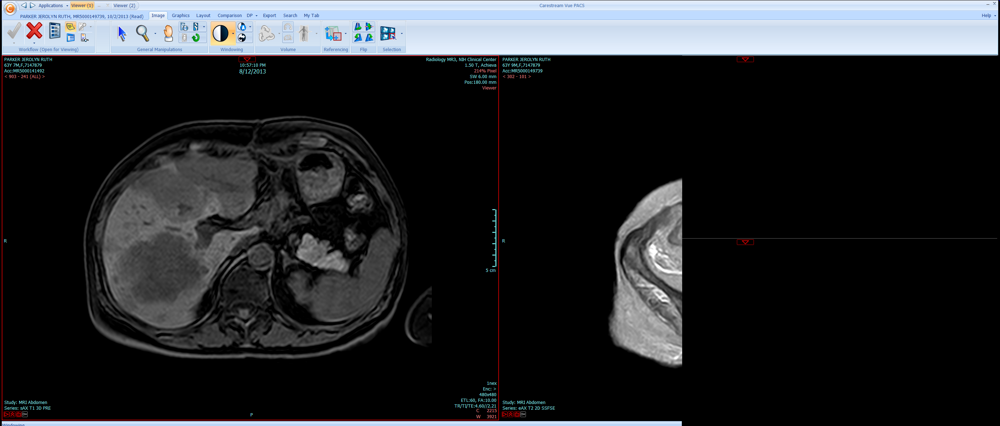 Applications Viewer (1) Viewer (2) Carestream Vue PACS
PARKER JEROLYN RUTH, MR5000149739, 10/2/2013 (Read) Image Graphics Layout Comparison DP Export Search My Tab Help
Workflow (Open for Viewing) General Manipulations Windowing Volume Referencing Flip Selection
PARKER JEROLYN RUTH
63Y 7M,F,7147879
Acc:MR5000141492
< 903 - 241 (ALL) >
10:57:10 PM
8/12/2013
Radiology MR3, NIH Clinical Center
1.50 T, Achieva
214% Pixel
SW 6.00 mm
Pos:180.00 mm
Viewer
R
5 cm
1nex
Enc: >
480x480
ETL:60, FA:10.00
TR/TI/TE:4.60//2.21
C 2215
W 3921
Study: MRI Abdomen
Series: sAX T1 3D PRE
P
PARKER JEROLYN RUTH
63Y 9M,F,7147879
Acc:MR5000149739
< 302 - 101 >
R
Study: MRI Abdomen
Series: eAX T2 2D SSFSE
Windowing